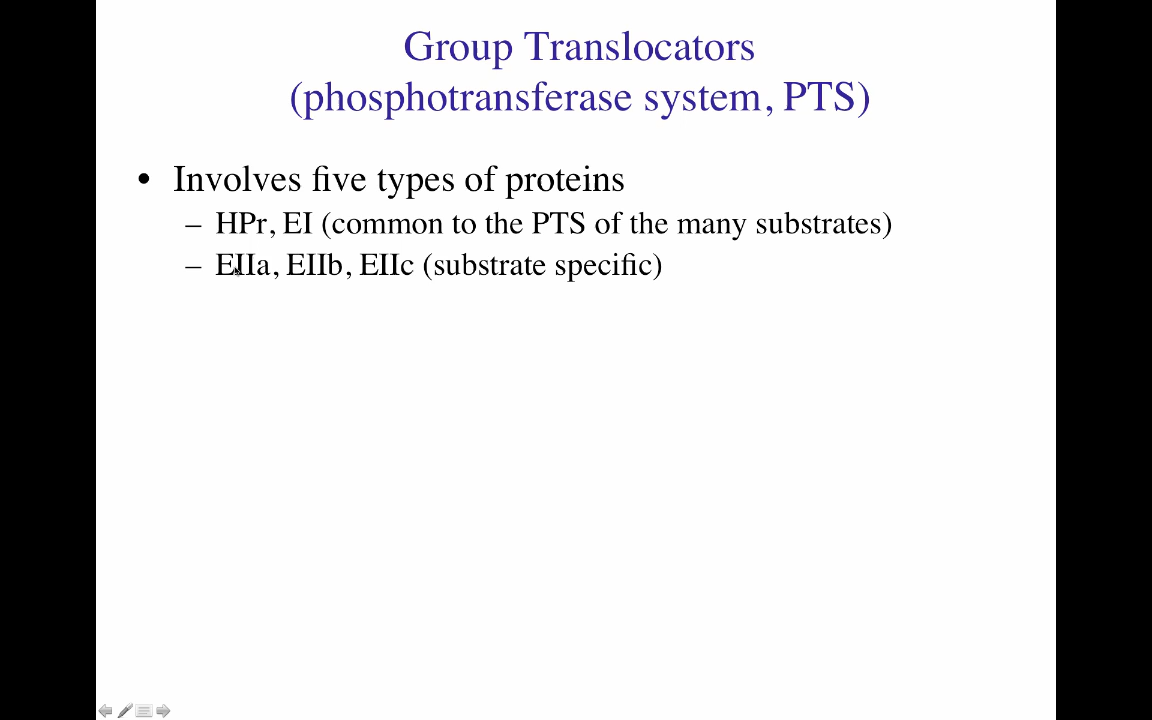 Group Translocators
(phosphotransferase system, PTS)
• Involves five types of proteins
– HPr, EI (common to the PTS of the many substrates)
– EIIa, EIIb, EIIc (substrate specific)